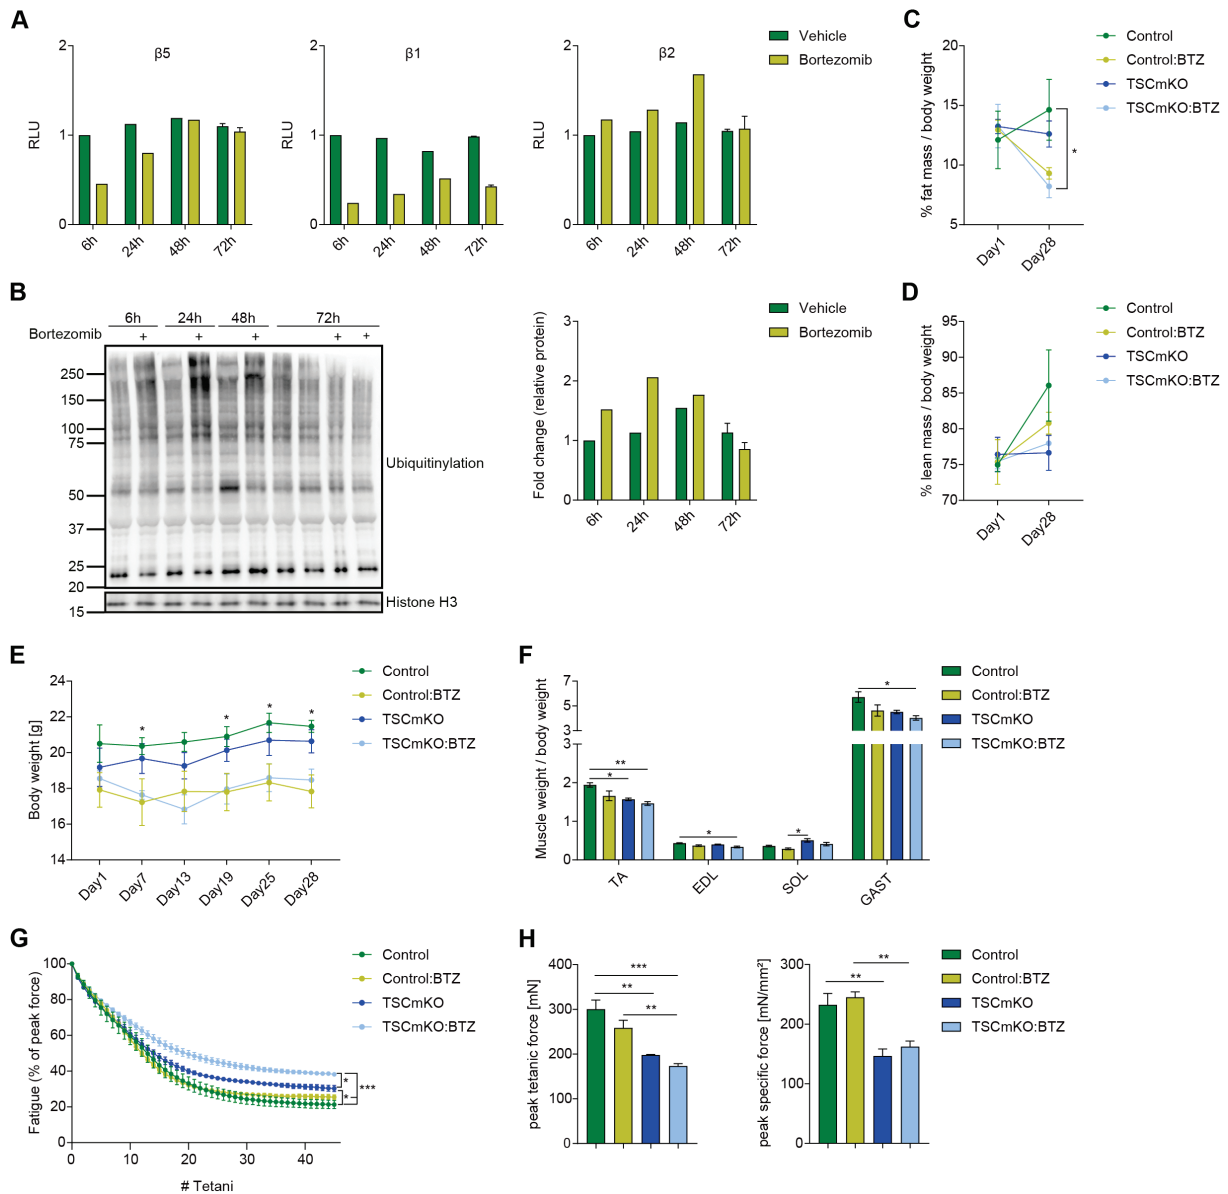 A
β5
2
1
0
RLU
6h 24h 48h 72h
β1
2
1
0
RLU
6h 24h 48h 72h
β2
2
1
0
RLU
6h 24h 48h 72h
Vehicle
Bortezomib
C
Control
Control:BTZ
TSCmKO
TSCmKO:BTZ
% fat mass / body weight
20
15
10
5
*
Day1 Day28
B
6h 24h 48h 72h
Bortezomib + + + + +
250
150
100
75
50
37
25
20
15
Ubiquitinylation
Histone H3
Vehicle
Bortezomib
Fold change (relative protein)
3
2
1
0
6h 24h 48h 72h
D
Control
Control:BTZ
TSCmKO
TSCmKO:BTZ
% lean mass / body weight
95
90
85
80
75
70
Day1 Day28
E
Control
Control:BTZ
TSCmKO
TSCmKO:BTZ
Body weight [g]
24
22
20
18
16
14
* * * *
Day1 Day7 Day13 Day19 Day25 Day28
F
Control
Control:BTZ
TSCmKO
TSCmKO:BTZ
Muscle weight / body weight
7
5
3
3
2
1
0
**
*
*
*
*
TA EDL SOL GAST
G
Control
Control:BTZ
TSCmKO
TSCmKO:BTZ
Fatigue (% of peak force)
100
80
60
40
20
0
*
*
***
0 10 20 30 40
# Tetani
H
peak tetanic force [mN]
400
300
200
100
0
***
**
**
peak specific force [mN/mm²]
300
200
100
0
**
**
Control
Control:BTZ
TSCmKO
TSCmKO:BTZ